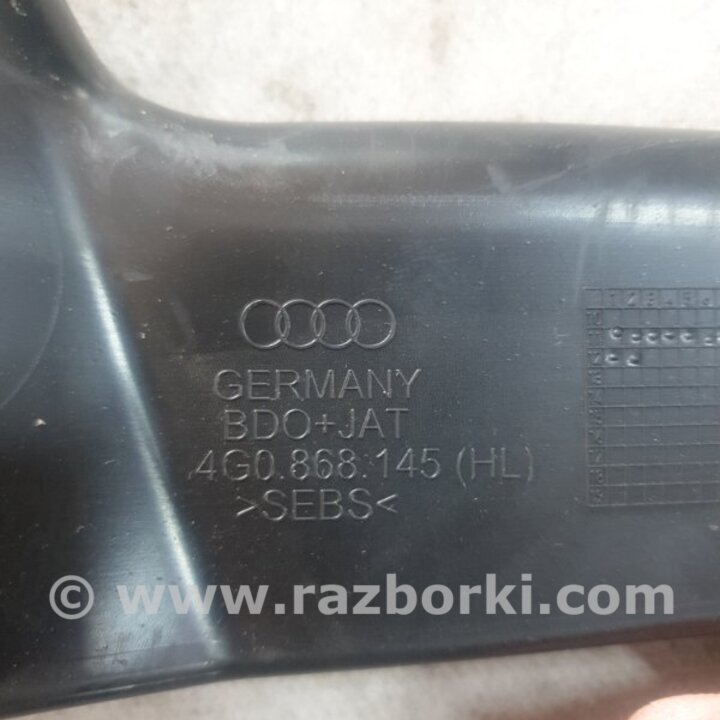 GERMANY
BDO+JAT
4G0.868.145 (HL)
>SEBS<
© www.razborki.com